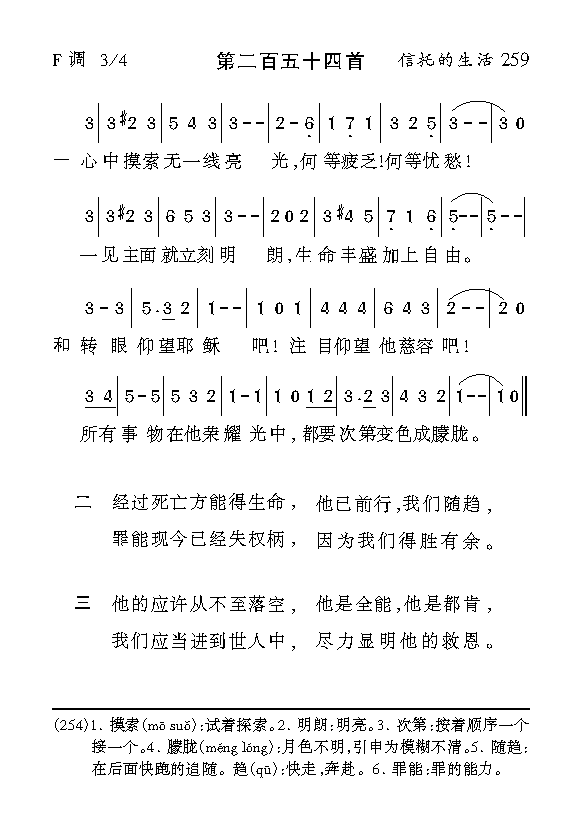 F 调 3/4 第二百五十四首 信托的生活 259
3|3 #2 3|5 4 3|3 - -|2 - 6̣|1 7̣ 1|3 2 5̣|3 - -|3 0
一 心中摸索无一线亮 光,何等疲乏!何等忧愁!
3|3 #2 3|6 5 3|3 - -|2 0 2|3 #4 5|7̣ 1 6̣|5̣ - -|5̣ - -|
一见主面就立刻明 朗,生命丰盛加上自由。
3 - 3|5 . 3 2|1 - -|1 0 1|4 4 4|6 4 3|2 - -|2 0
和 转 眼 仰望耶 稣 吧! 注 目仰望 他慈容 吧!
3 4|5 - 5|5 3 2|1 - 1|1 0 1 2|3 . 2 3|4 3 2|1 - -|1 0‖
所有事 物在他荣耀 光中, 都要次第变色成朦胧。
二 经过死亡方能得生命, 他已前行,我们随趋,
罪能现今已经失权柄, 因为我们得胜有余。
三 他的应许从不至落空, 他是全能,他是都肯,
我们应当进到世人中, 尽力显明他的救恩。
(254)1. 摸索(mō suǒ):试着探索。2. 明朗:明亮。3. 次第:按着顺序一个
接一个。4. 朦胧(méng lóng):月色不明,引申为模糊不清。5. 随趋:
在后面快跑的追随。趋(qū):快走,奔赴。6. 罪能:罪的能力。